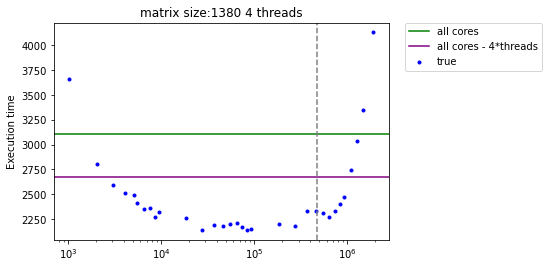 matrix size:1380 4 threads
all cores
all cores - 4*threads
true
Execution time
4000
3750
3500
3250
3000
2750
2500
2250
10³
10⁴
10⁵
10⁶